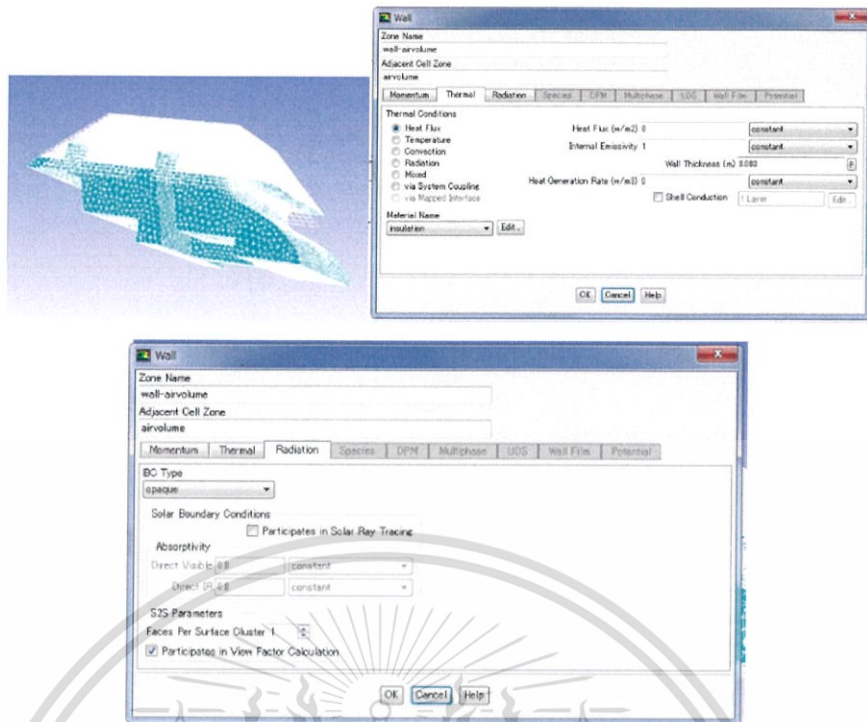 Wall
Zone Name
wall-airvolume
Adjacent Cell Zone
airvolume
Momentum Thermal Radiation Species DPM Multiphase UDS Wall Film Potential
Thermal Conditions
Heat Flux
Temperature
Convection
Radiation
Mixed
via System Coupling
via Mapped Interface
Heat Flux (w/m2) 0 constant
Internal Emissivity 1 constant
Wall Thickness (m) 0.003 P
Heat Generation Rate (w/m3) 0 constant
Shell Conduction 1 Layer Edit..
Material Name
insulation Edit..
OK Cancel Help
Wall
Zone Name
wall-airvolume
Adjacent Cell Zone
airvolume
Momentum Thermal Radiation Species DPM Multiphase UDS Wall Film Potential
BC Type
opaque
Solar Boundary Conditions
Participates in Solar Ray Tracing
Absorptivity
Direct Visible 0.0 constant
Direct IR 0.0 constant
S2S Parameters
Faces Per Surface Cluster 1
Participates in View Factor Calculation
OK Cancel Help